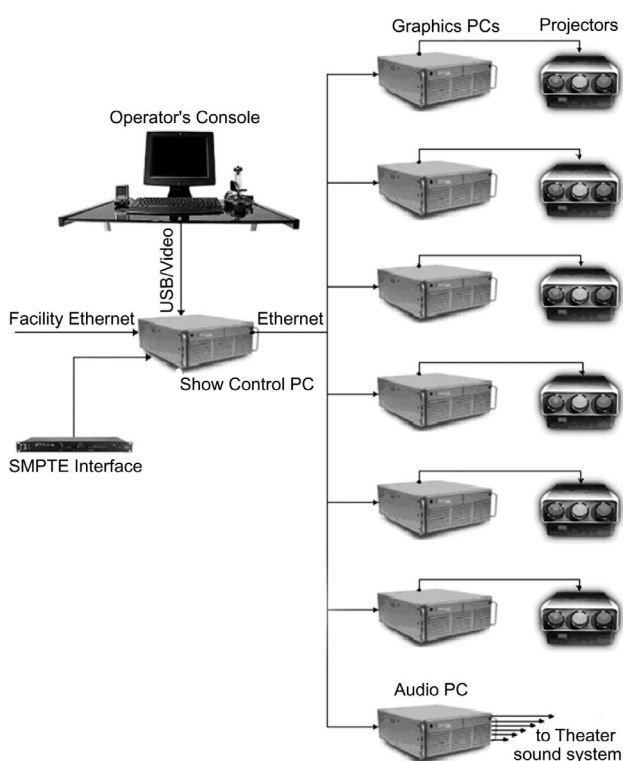 Graphics PCs
Projectors
Operator's Console
USB/Video
Facility Ethernet
Ethernet
Show Control PC
SMPTE Interface
Audio PC
to Theater
sound system